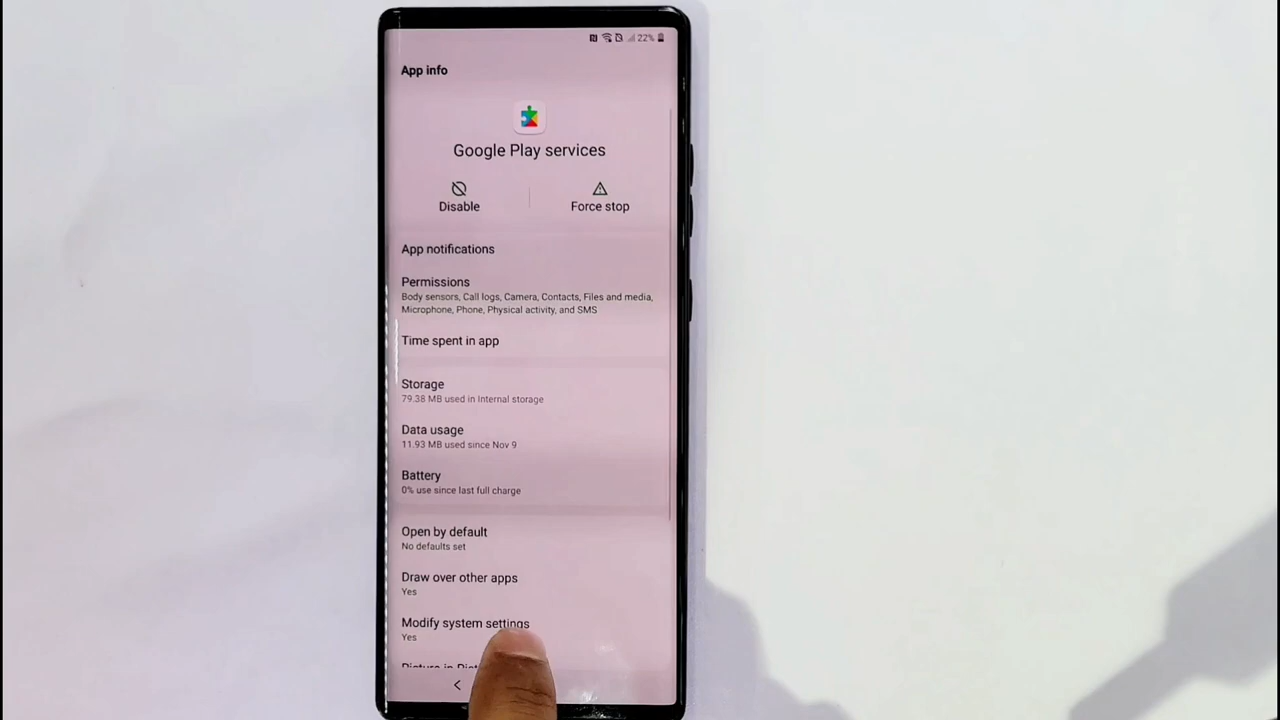 22%
App info
Google Play services
Disable
Force stop
App notifications
Permissions
Body sensors, Call logs, Camera, Contacts, Files and media,
Microphone, Phone, Physical activity, and SMS
Time spent in app
Storage
79.38 MB used in Internal storage
Data usage
11.93 MB used since Nov 9
Battery
0% use since last full charge
Open by default
No defaults set
Draw over other apps
Yes
Modify system settings
Yes